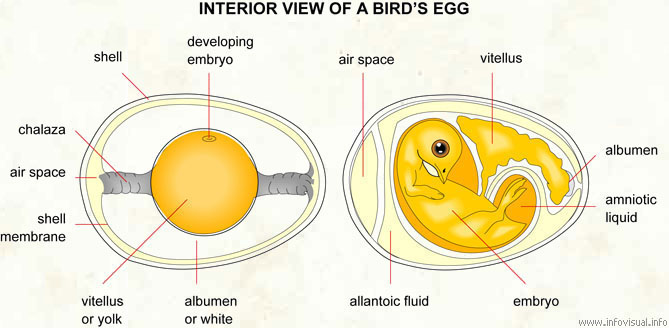 INTERIOR VIEW OF A BIRD'S EGG
shell
developing
embryo
chalaza
air space
shell
membrane
vitellus
or yolk
albumen
or white
air space
vitellus
albumen
amniotic
liquid
allantoic fluid
embryo
www.infovisual.info